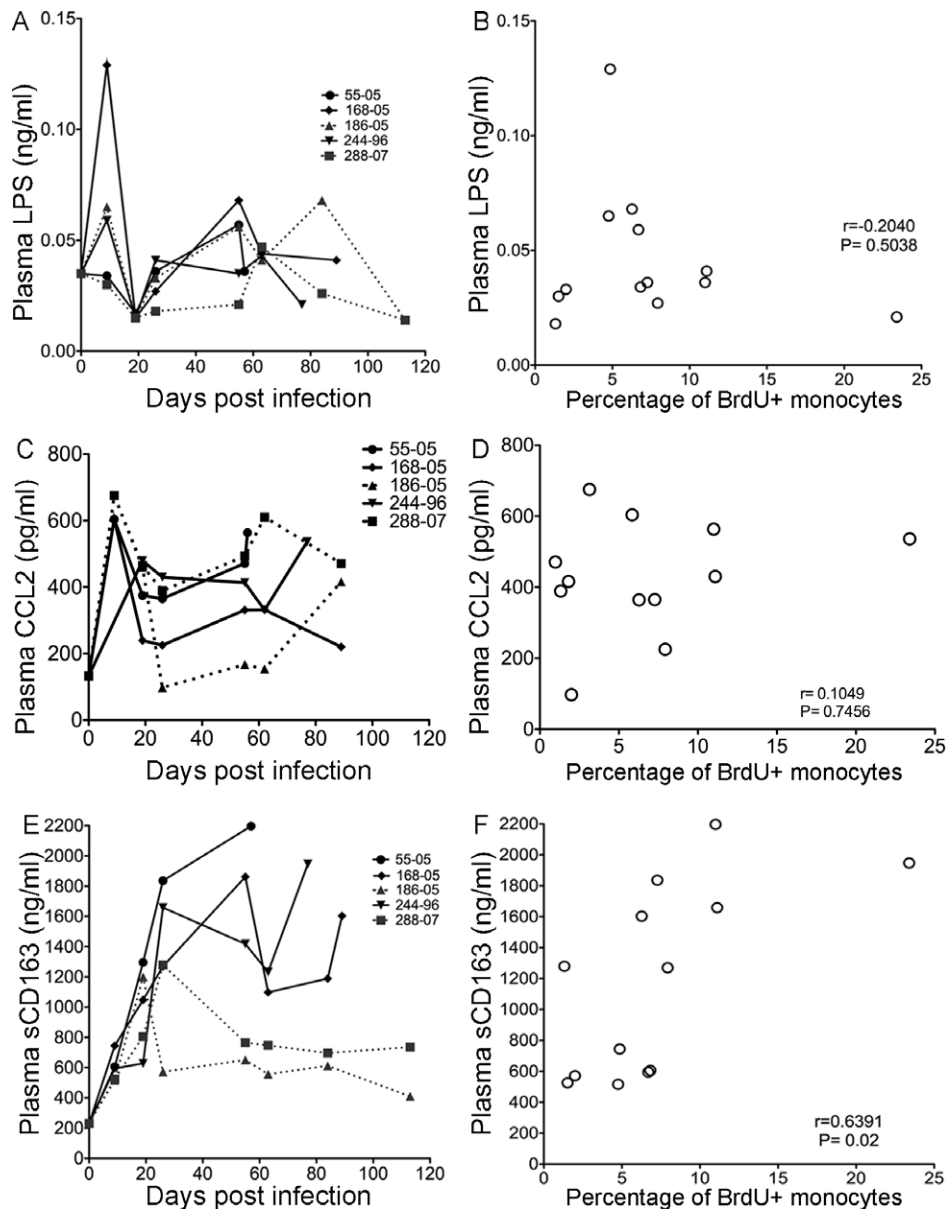 A
Plasma LPS (ng/ml)
0.15
0.10
0.05
0.00
55-05
168-05
186-05
244-96
288-07
0 20 40 60 80 100 120
Days post infection
B
Plasma LPS (ng/ml)
0.15
0.10
0.05
0.00
r=-0.2040
P= 0.5038
0 5 10 15 20 25
Percentage of BrdU+ monocytes
C
Plasma CCL2 (pg/ml)
800
600
400
200
0
55-05
168-05
186-05
244-96
288-07
0 20 40 60 80 100 120
Days post infection
D
Plasma CCL2 (pg/ml)
800
600
400
200
0
r= 0.1049
P= 0.7456
0 5 10 15 20 25
Percentage of BrdU+ monocytes
E
Plasma sCD163 (ng/ml)
2200
2000
1800
1600
1400
1200
1000
800
600
400
200
0
55-05
168-05
186-05
244-96
288-07
0 20 40 60 80 100 120
Days post infection
F
Plasma sCD163 (ng/ml)
2200
2000
1800
1600
1400
1200
1000
800
600
400
200
0
r=0.6391
P= 0.02
0 5 10 15 20 25
Percentage of BrdU+ monocytes